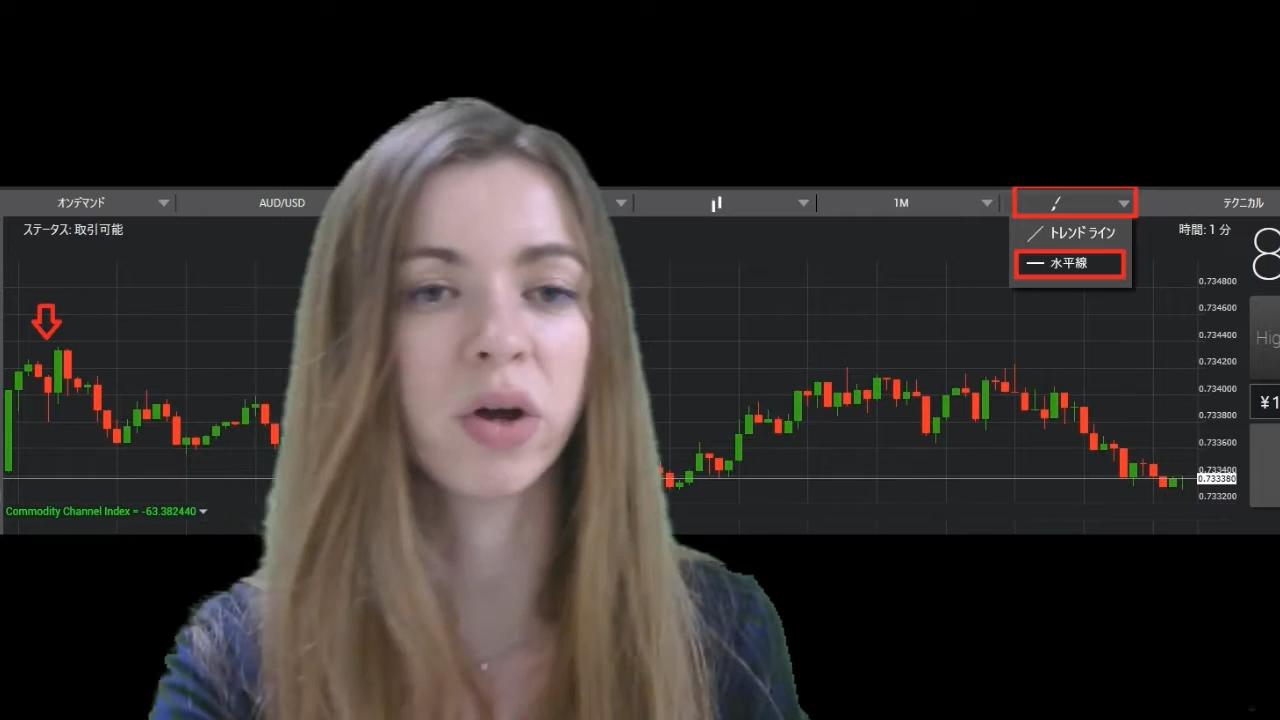 オンデマンド
AUD/USD
1M
テクニカル
ステータス: 取引可能
トレンド ライン
水平線
時間: 1 分
8
0.734800
0.734600
0.734400
0.734200
0.734000
0.733800
0.733600
0.733400
0.733380
0.733200
Hig
¥1
Commodity Channel Index = -63.382440